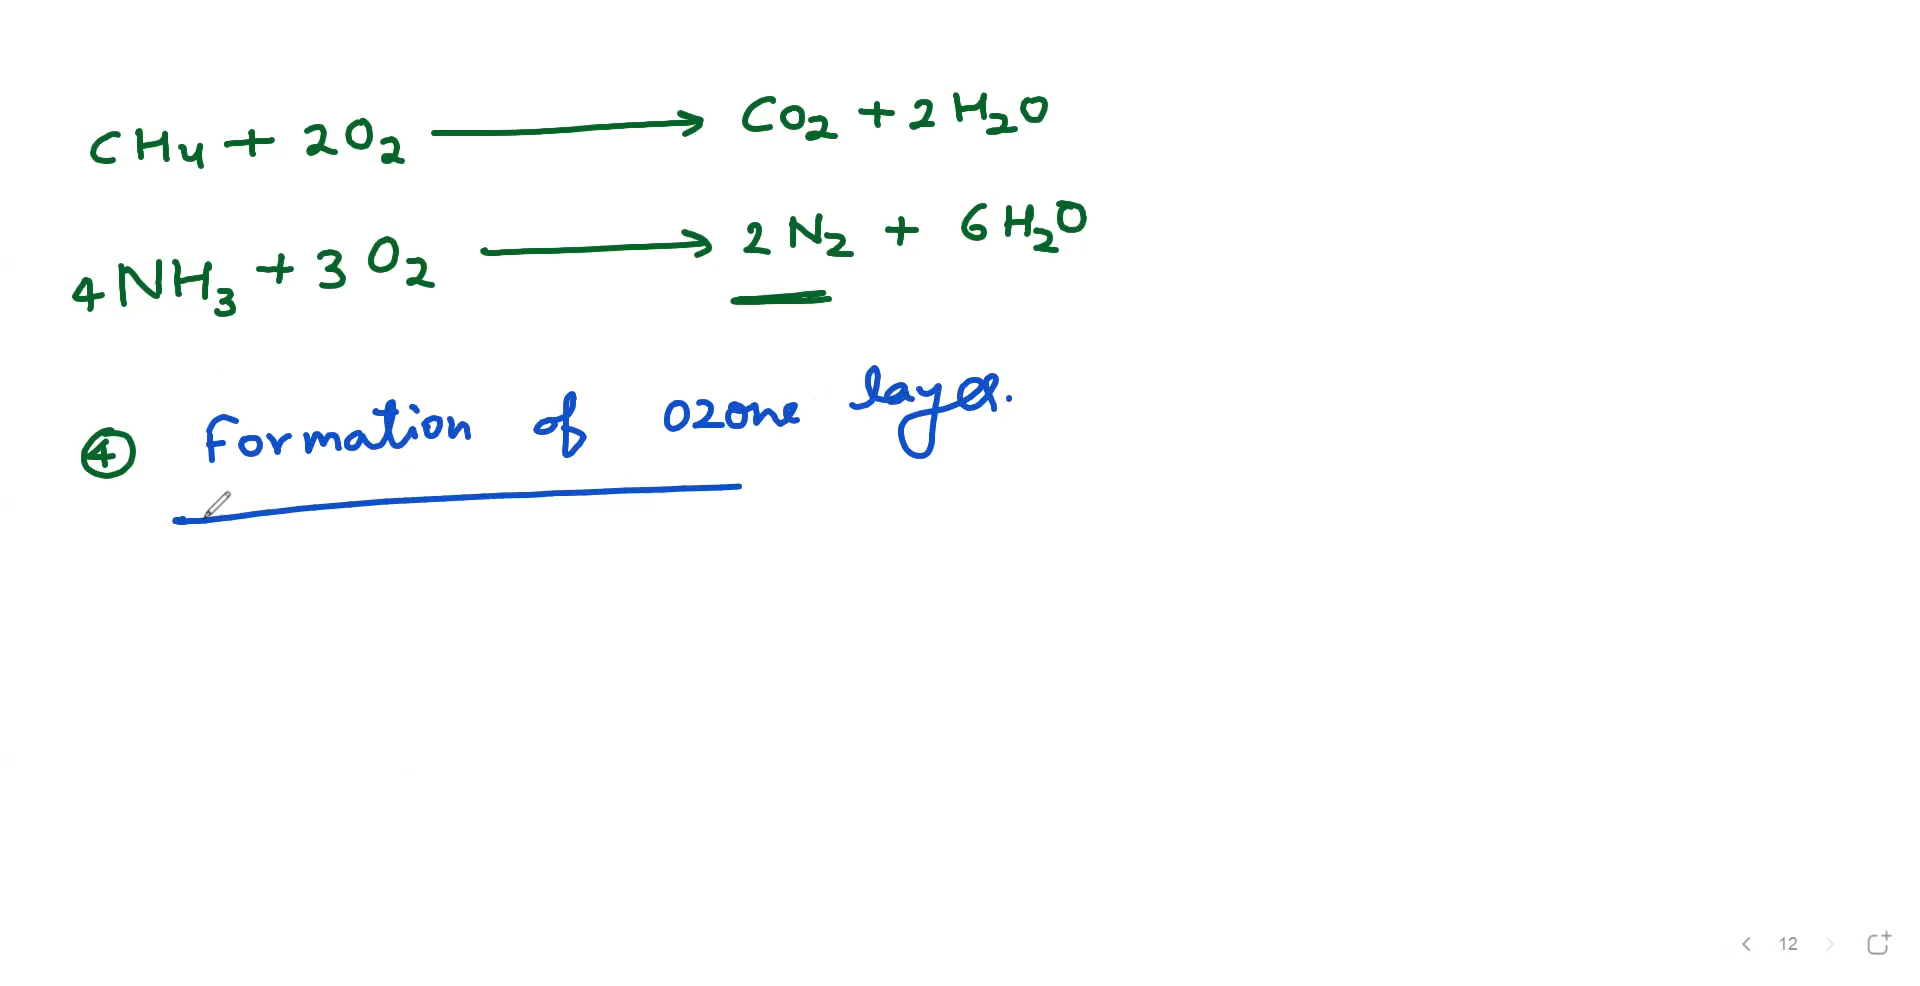 CH4 + 2O2 → CO2 + 2H2O
4NH3 + 3O2 → 2N2 + 6H2O
④ Formation of ozone layer.
12